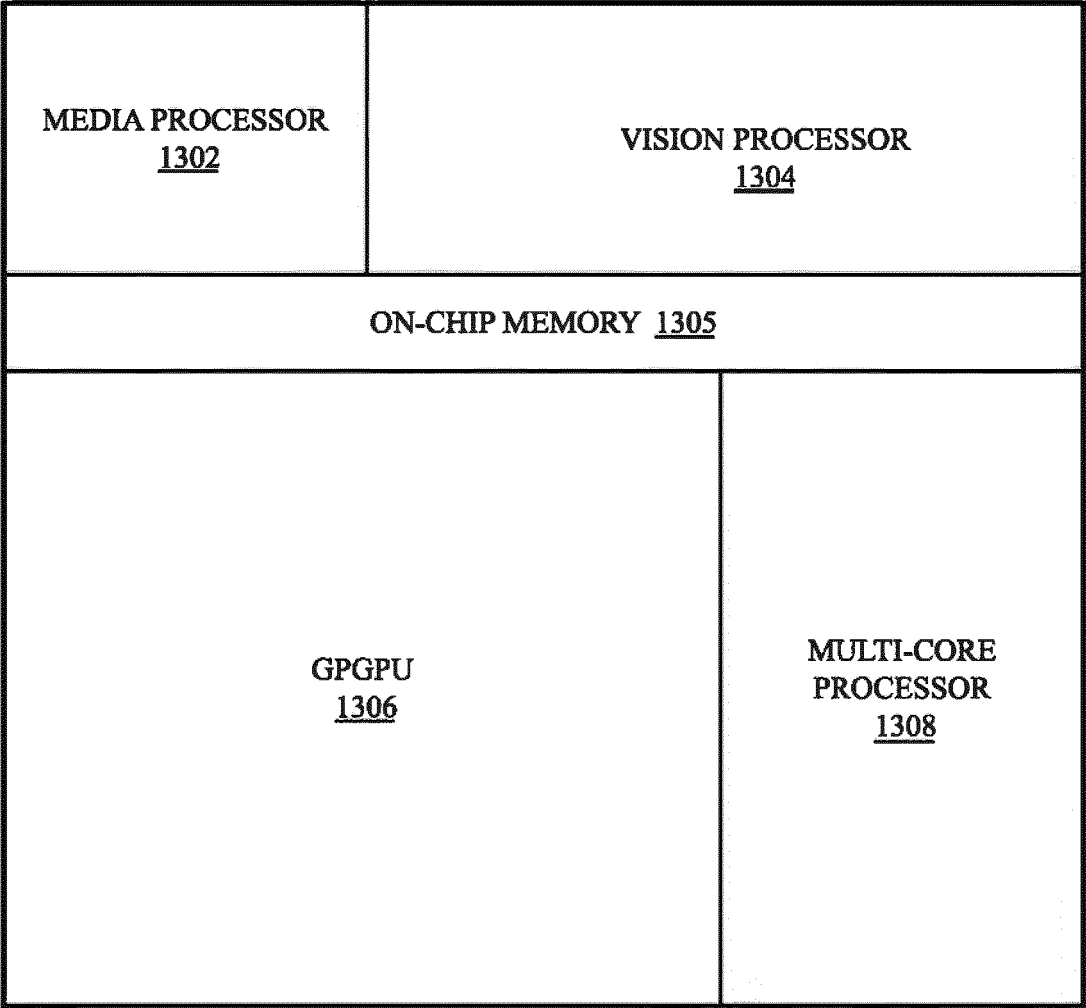 MEDIA PROCESSOR
1302
VISION PROCESSOR
1304
ON-CHIP MEMORY 1305
GPGPU
1306
MULTI-CORE
PROCESSOR
1308